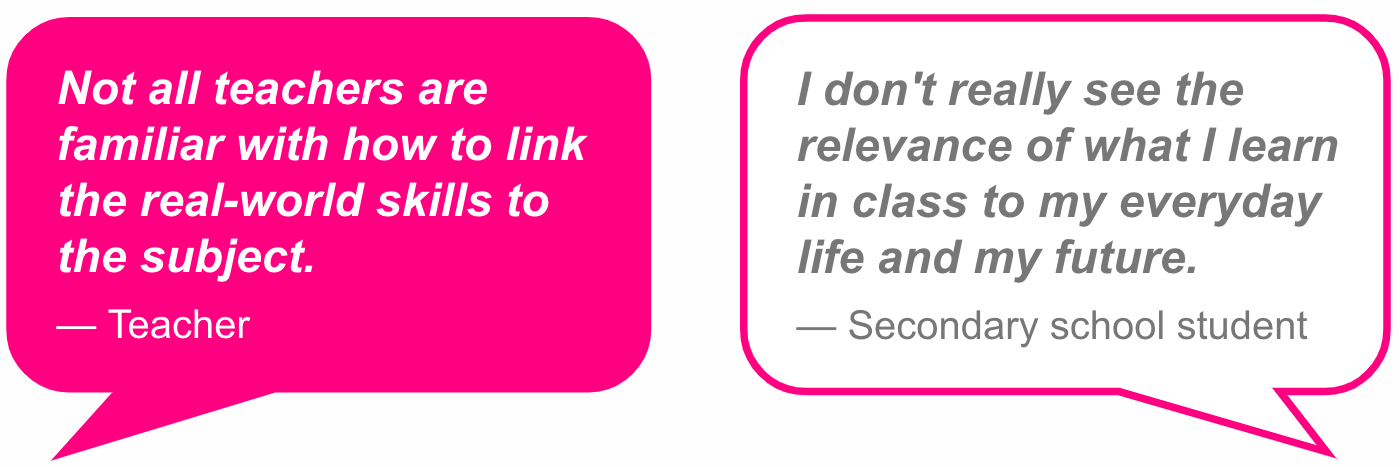 Not all teachers are
familiar with how to link
the real-world skills to
the subject.
— Teacher
I don't really see the
relevance of what I learn
in class to my everyday
life and my future.
— Secondary school student